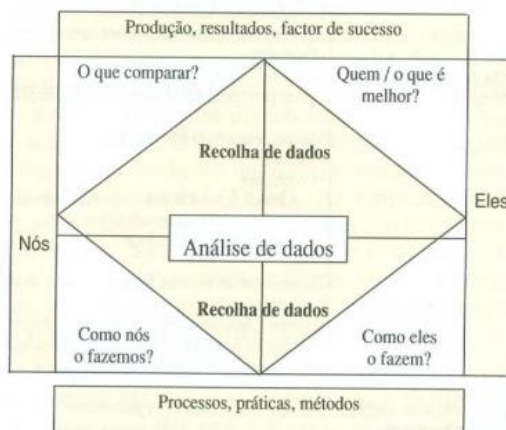 Produção, resultados, factor de sucesso
O que comparar?
Quem / o que é
melhor?
Recolha de dados
Nós
Análise de dados
Eles
Recolha de dados
Como nós
o fazemos?
Como eles
o fazem?
Processos, práticas, métodos